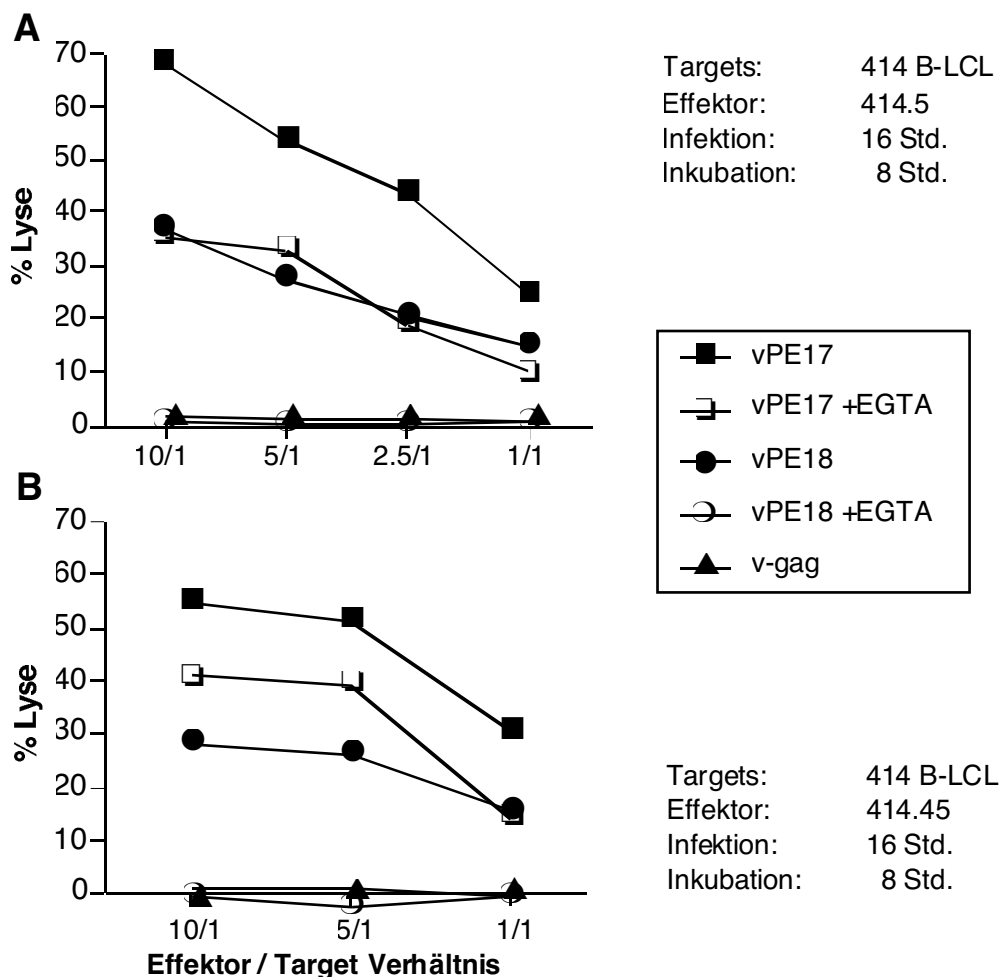 A
% Lyse
70
60
50
40
30
20
10
0
10/1 5/1 2.5/1 1/1
Targets: 414 B-LCL
Effektor: 414.5
Infektion: 16 Std.
Inkubation: 8 Std.
vPE17
vPE17 +EGTA
vPE18
vPE18 +EGTA
v-gag
B
% Lyse
70
60
50
40
30
20
10
0
10/1 5/1 1/1
Effektor / Target Verhältnis
Targets: 414 B-LCL
Effektor: 414.45
Infektion: 16 Std.
Inkubation: 8 Std.